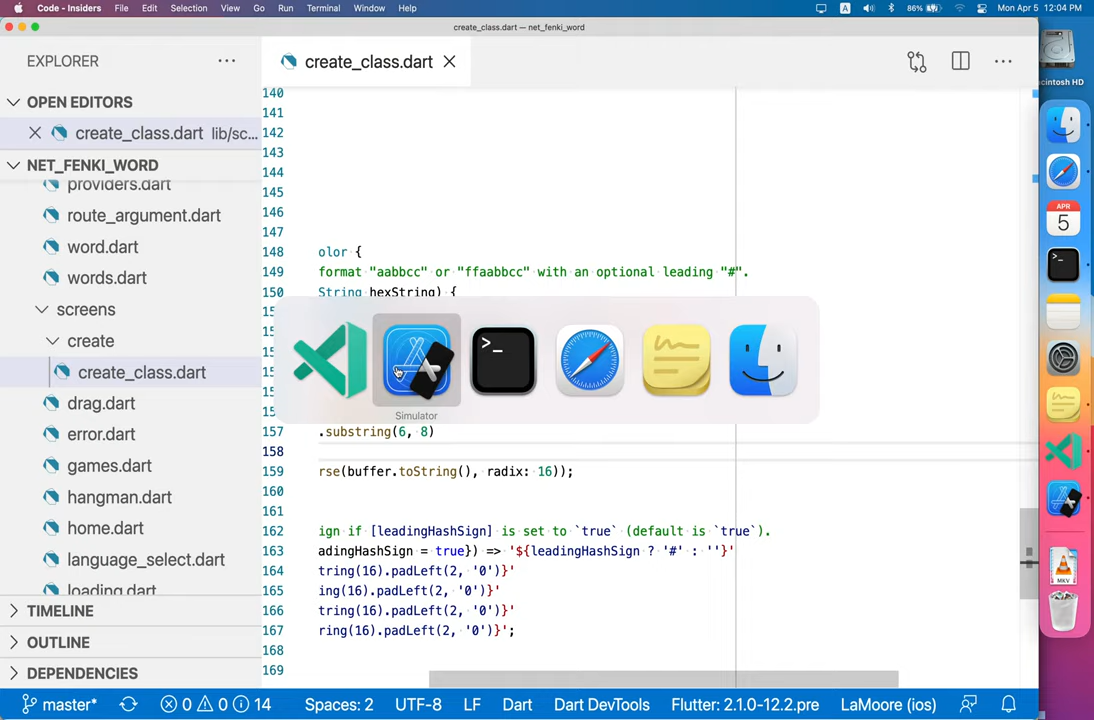 Code - Insiders File Edit Selection View Go Run Terminal Window Help A 86% Mon Apr 5 12:04 PM
create_class.dart — net_fenki_word
EXPLORER ···
create_class.dart
OPEN EDITORS
create_class.dart lib/sc...
NET_FENKI_WORD
providers.dart
route_argument.dart
word.dart
words.dart
screens
create
create_class.dart
drag.dart
error.dart
games.dart
hangman.dart
home.dart
language_select.dart
loading.dart
TIMELINE
OUTLINE
DEPENDENCIES
140
141
142
143
144
145
146
147
148 olor {
149 format "aabbcc" or "ffaabbcc" with an optional leading "#".
150 String hexString) {
157 .substring(6, 8)
158
159 rse(buffer.toString(), radix: 16));
160
161
162 ign if [leadingHashSign] is set to `true` (default is `true`).
163 adingHashSign = true}) => '${leadingHashSign ? '#' : ''}'
164 tring(16).padLeft(2, '0')}'
165 ing(16).padLeft(2, '0')}'
166 tring(16).padLeft(2, '0')}'
167 ring(16).padLeft(2, '0')}';
168
169
Simulator
cintosh HD
APR
5
MKV
master* 0 0 14 Spaces: 2 UTF-8 LF Dart Dart DevTools Flutter: 2.1.0-12.2.pre LaMoore (ios)